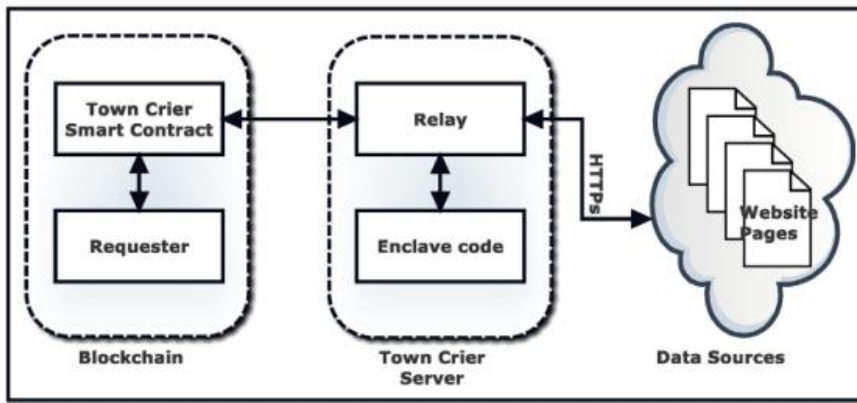 Town Crier
Smart Contract
Requester
Blockchain
Relay
Enclave code
Town Crier
Server
HTTPs
Website
Pages
Data Sources